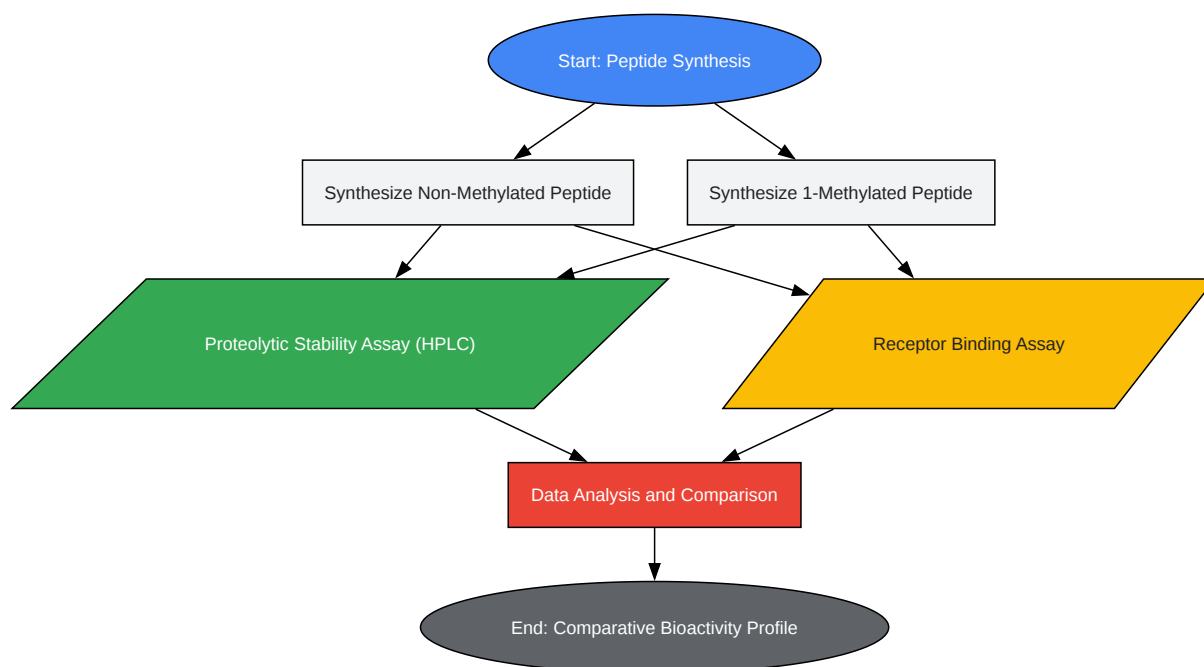 Start: Peptide Synthesis
Synthesize Non-Methylated Peptide
Synthesize 1-Methylated Peptide
Proteolytic Stability Assay (HPLC)
Receptor Binding Assay
Data Analysis and Comparison
End: Comparative Bioactivity Profile